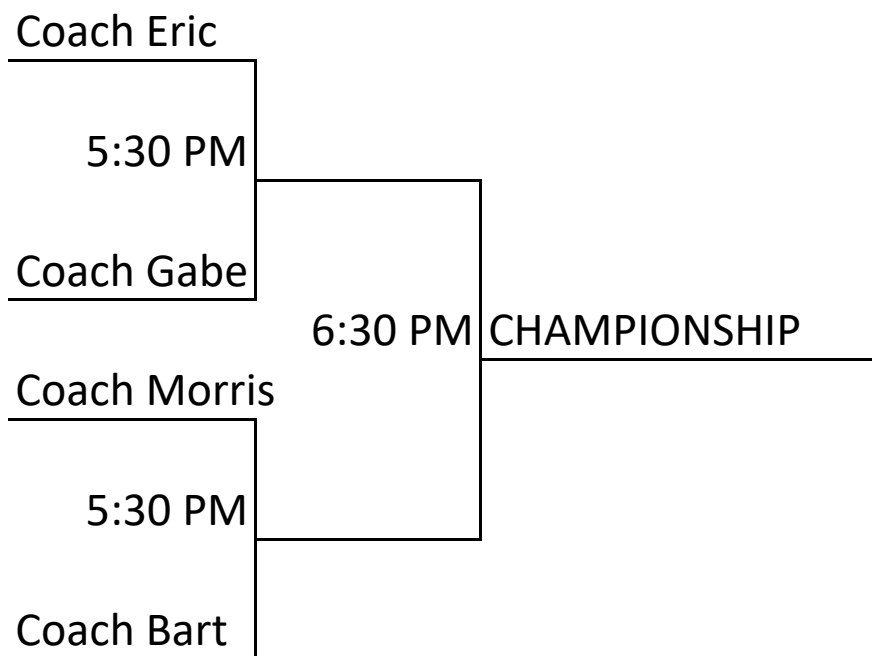 Coach Eric
5:30 PM
Coach Gabe
6:30 PM CHAMPIONSHIP
Coach Morris
5:30 PM
Coach Bart